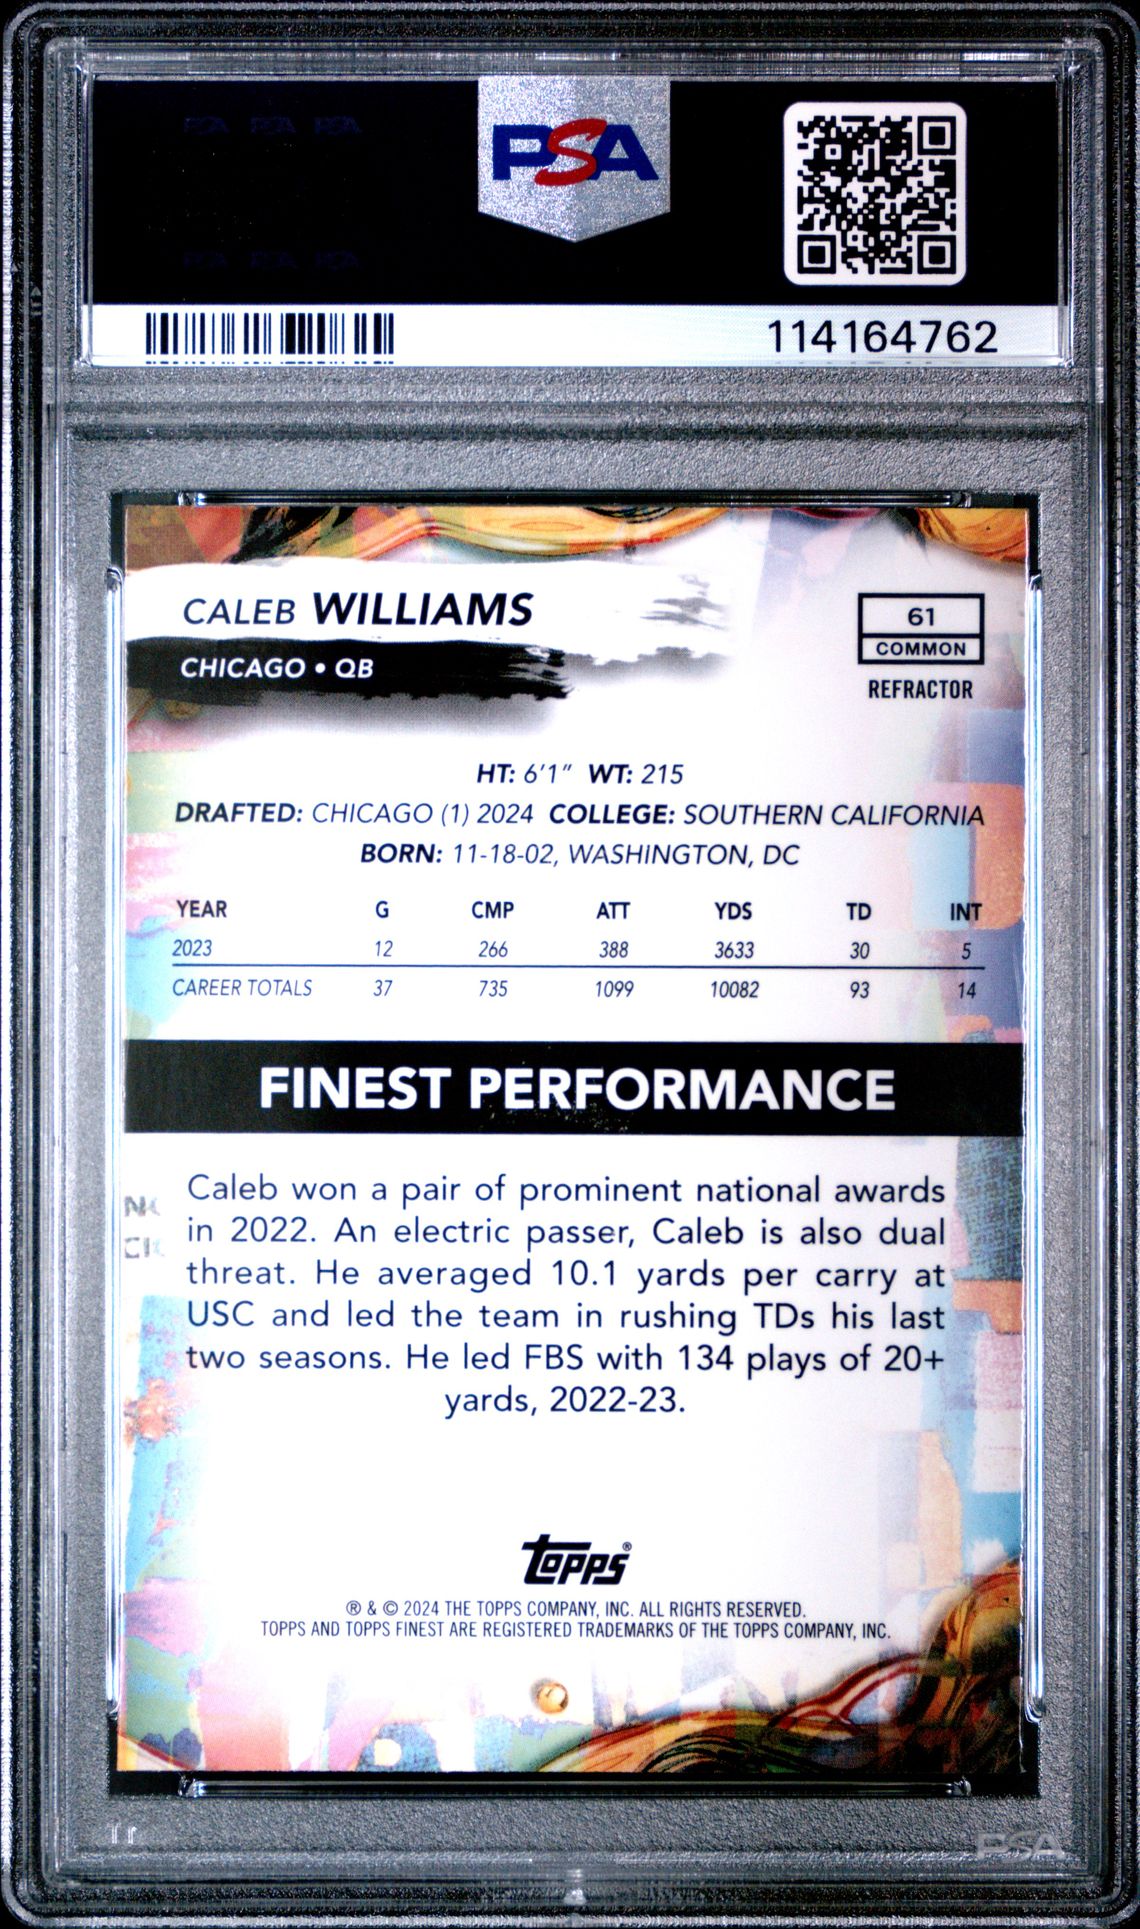 PSA
114164762
CALEB WILLIAMS
CHICAGO • QB
61
COMMON
REFRACTOR
HT: 6'1" WT: 215
DRAFTED: CHICAGO (1) 2024 COLLEGE: SOUTHERN CALIFORNIA
BORN: 11-18-02, WASHINGTON, DC
YEAR G CMP ATT YDS TD INT
2023 12 266 388 3633 30 5
CAREER TOTALS 37 735 1099 10082 93 14
FINEST PERFORMANCE
Caleb won a pair of prominent national awards
in 2022. An electric passer, Caleb is also dual
threat. He averaged 10.1 yards per carry at
USC and led the team in rushing TDs his last
two seasons. He led FBS with 134 plays of 20+
yards, 2022-23.
topps®
® & © 2024 THE TOPPS COMPANY, INC. ALL RIGHTS RESERVED.
TOPPS AND TOPPS FINEST ARE REGISTERED TRADEMARKS OF THE TOPPS COMPANY, INC.
PSA